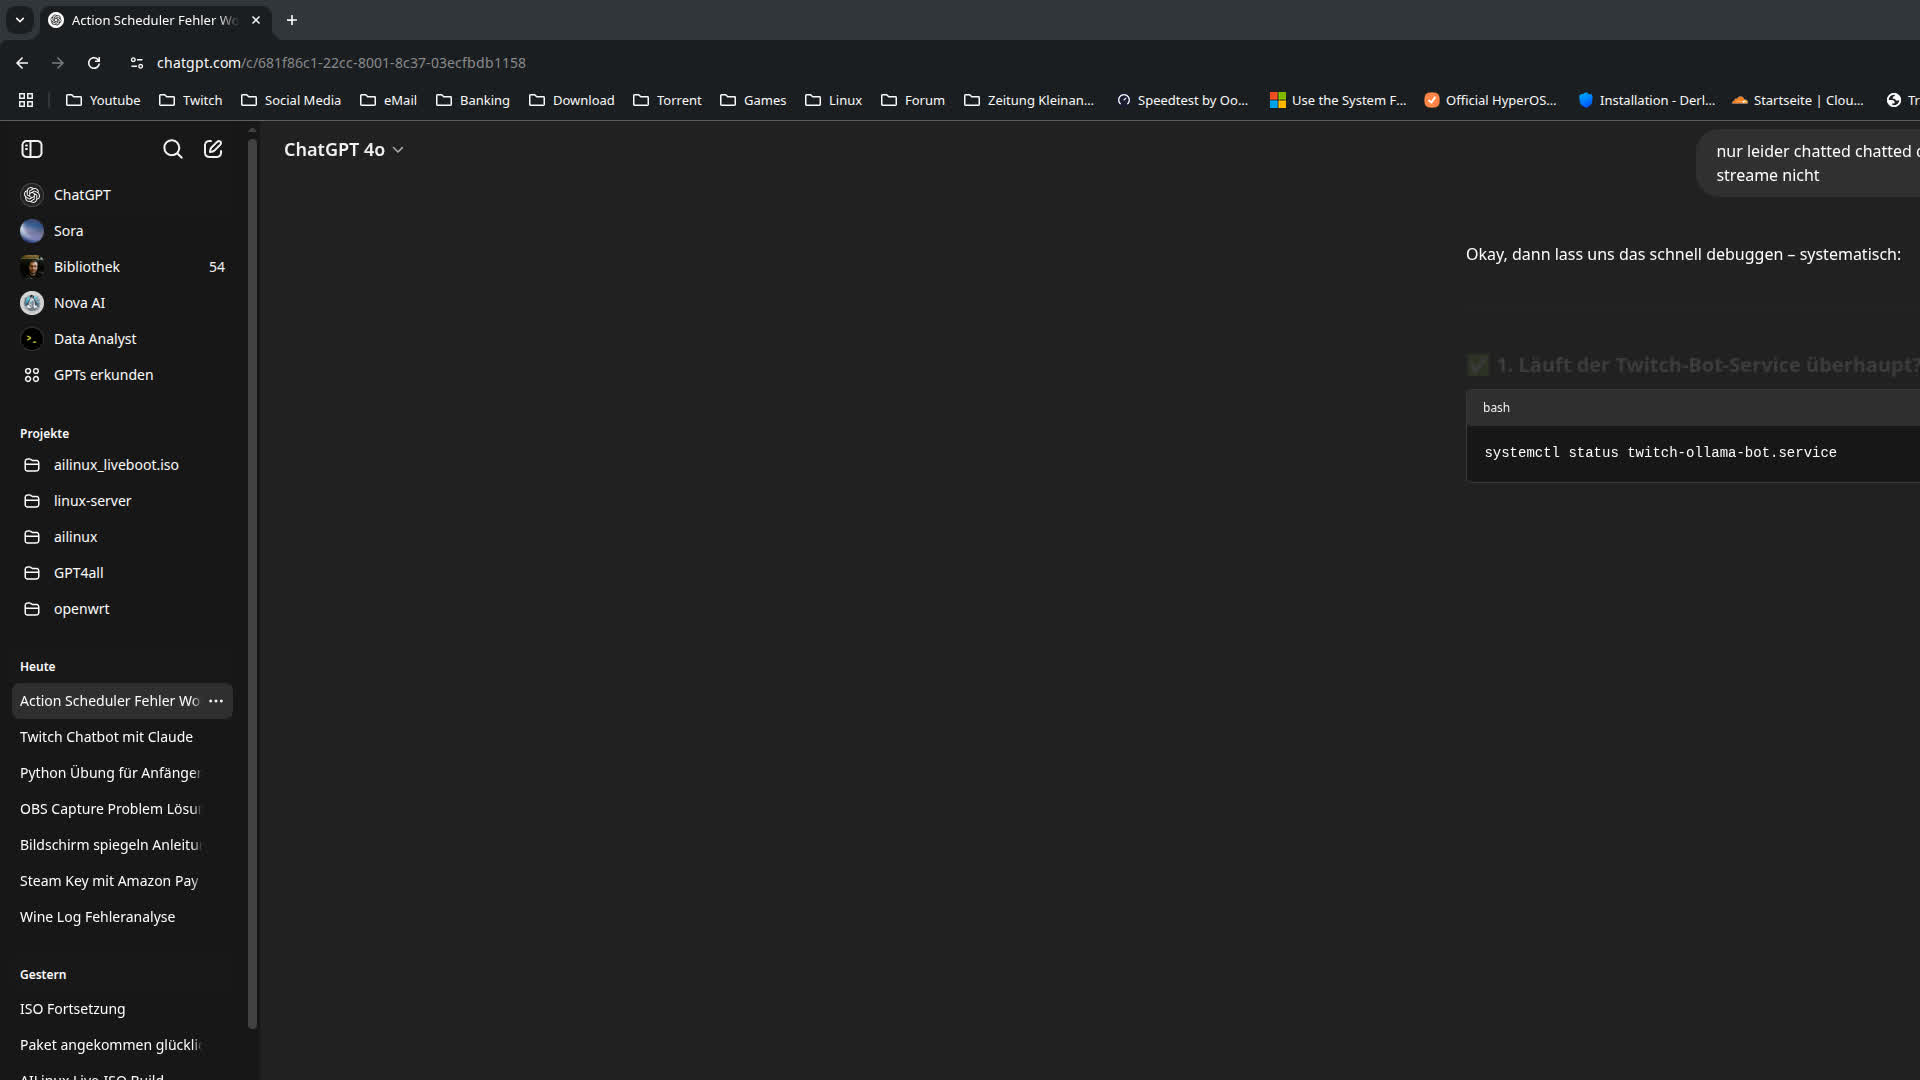 Action Scheduler Fehler Wo
chatgpt.com/c/681f86c1-22cc-8001-8c37-03ecfbdb1158
Youtube Twitch Social Media eMail Banking Download Torrent Games Linux Forum Zeitung Kleinan... Speedtest by Oo... Use the System F... Official HyperOS... Installation - Derl... Startseite | Clou... Tr
ChatGPT 4o
nur leider chatted chatted
streame nicht
ChatGPT
Sora
Bibliothek 54
Nova AI
Data Analyst
GPTs erkunden
Projekte
ailinux_liveboot.iso
linux-server
ailinux
GPT4all
openwrt
Heute
Action Scheduler Fehler Wo
Twitch Chatbot mit Claude
Python Übung für Anfänger
OBS Capture Problem Lösu
Bildschirm spiegeln Anleitu
Steam Key mit Amazon Pay
Wine Log Fehleranalyse
Gestern
ISO Fortsetzung
Paket angekommen glückli
AILinux Live ISO Build
Okay, dann lass uns das schnell debuggen – systematisch:
✅ 1. Läuft der Twitch-Bot-Service überhaupt?
bash
systemctl status twitch-ollama-bot.service